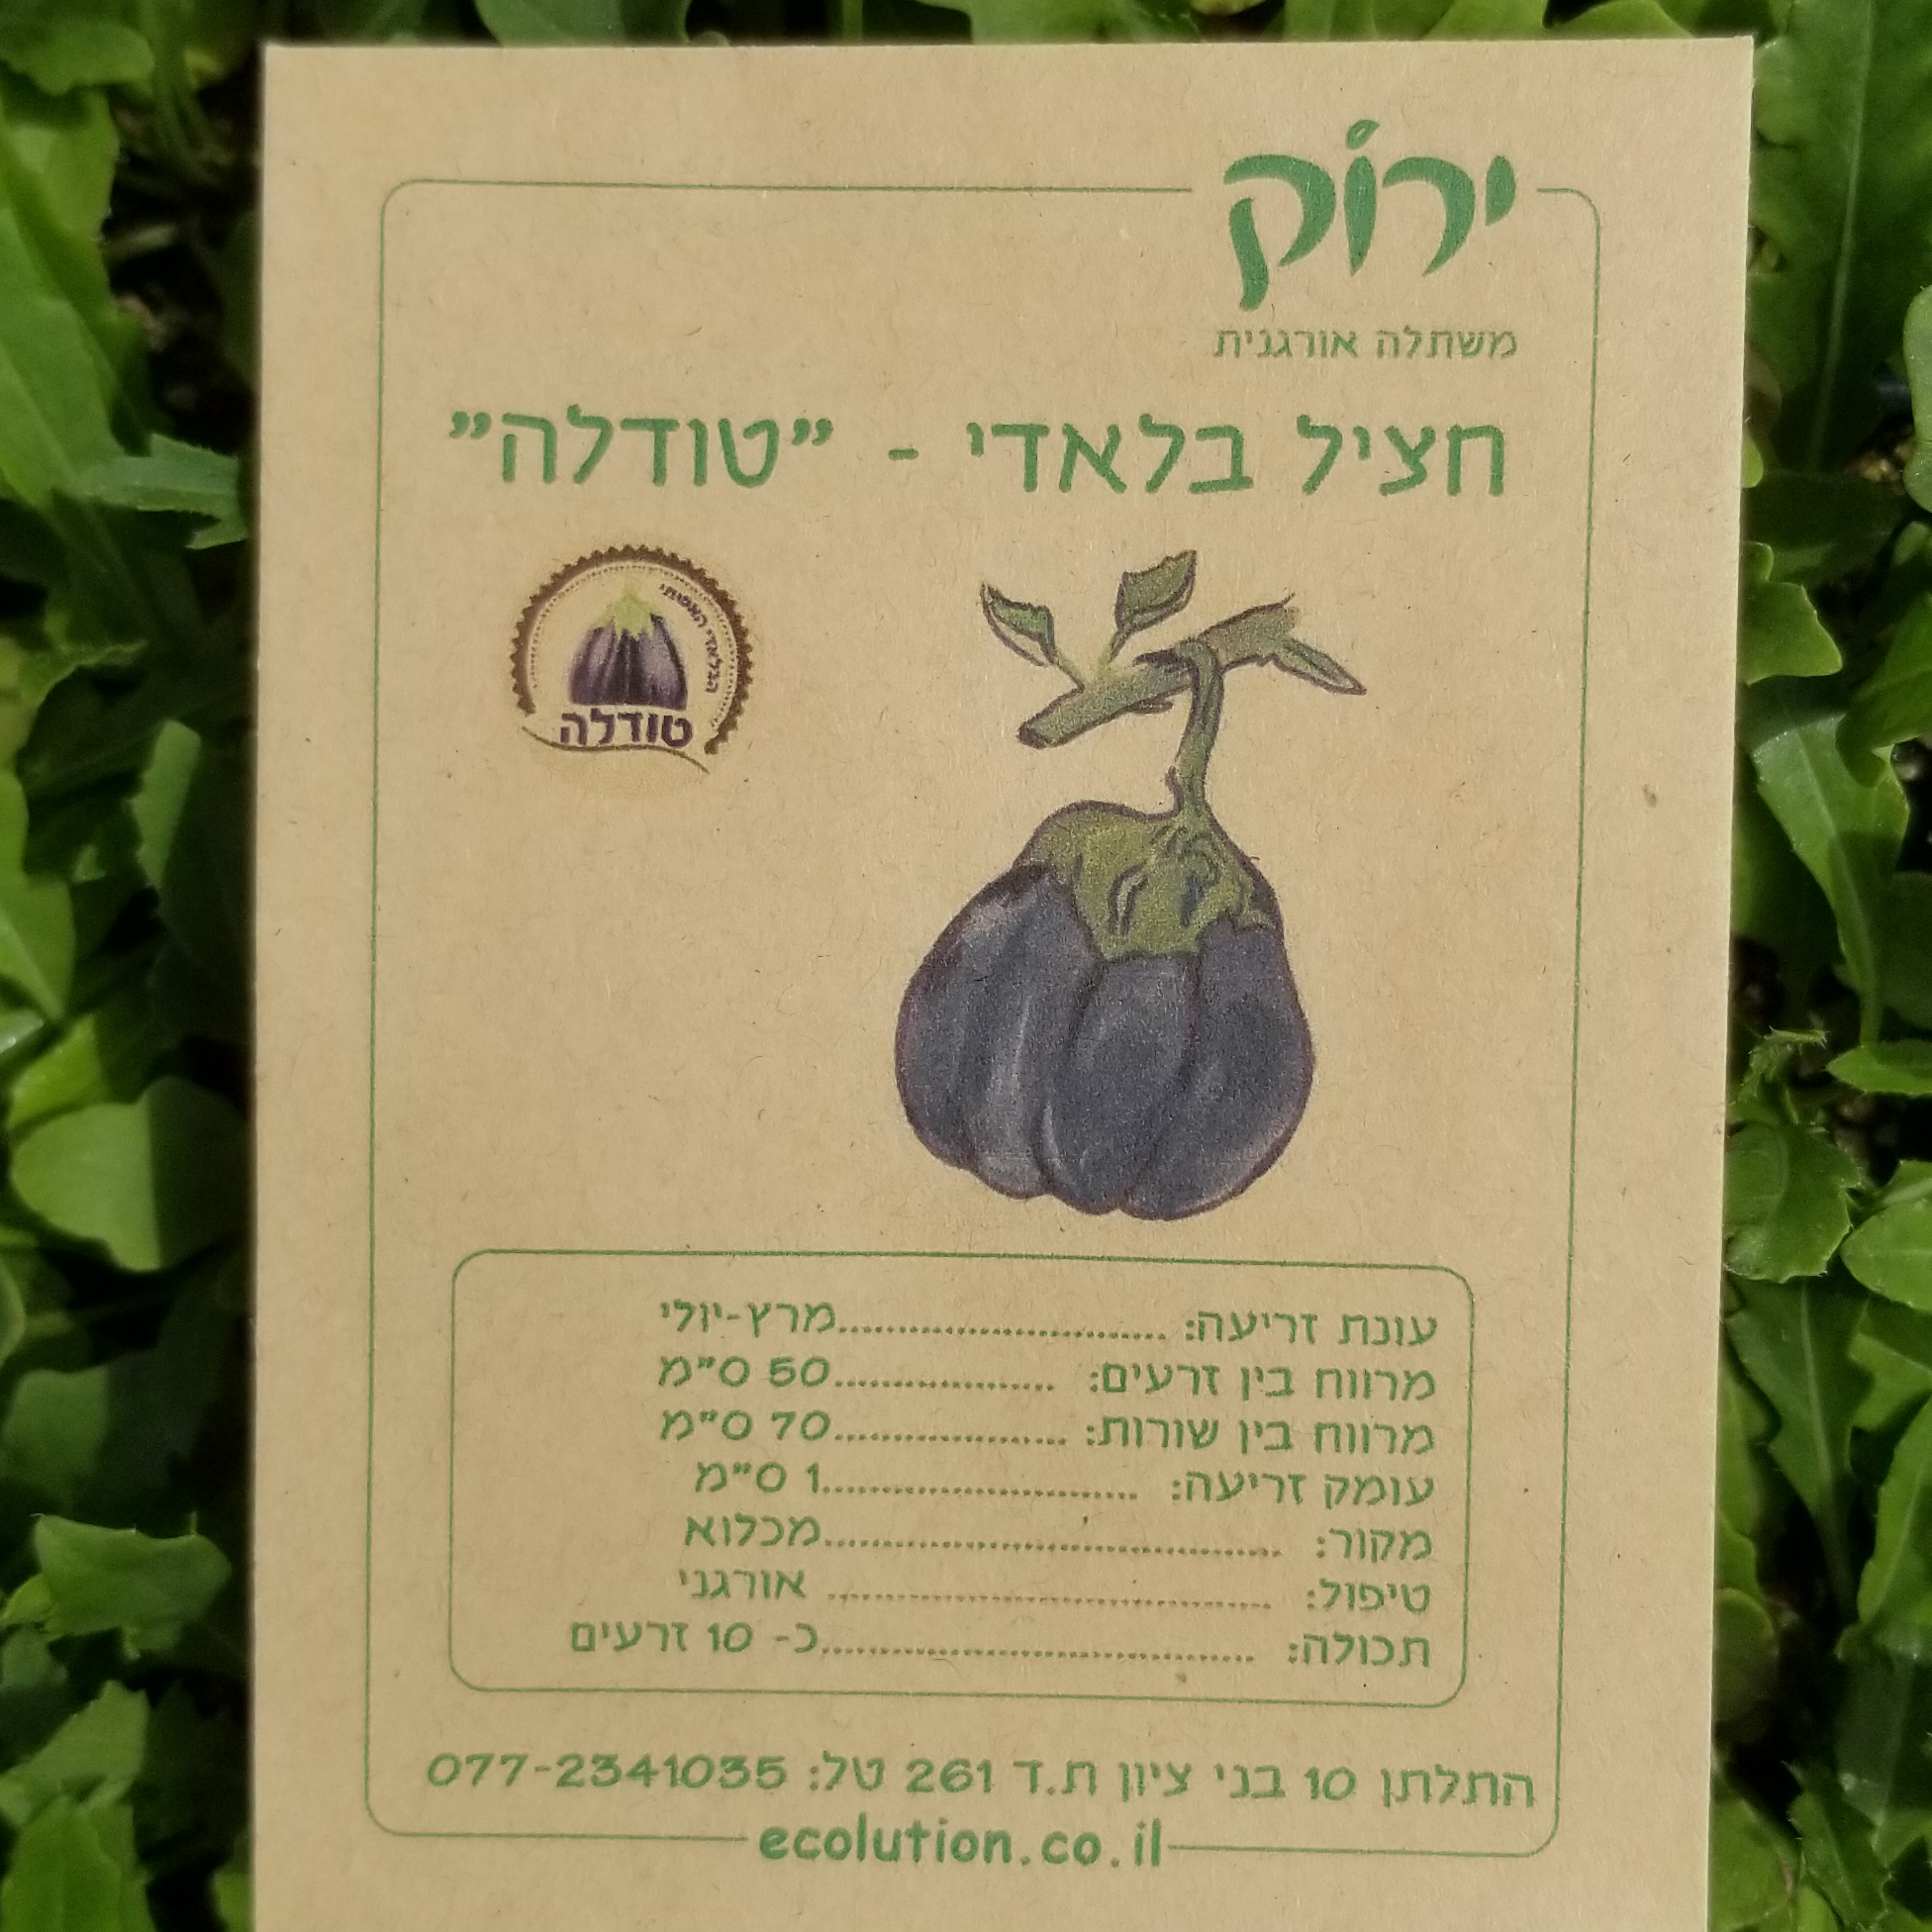 ירוק
משתלה אורגנית
חציל בלאדי - "טודלה"
הבלאדי האמיתי
טודלה
עונת זריעה: ............................מרץ-יולי
מרווח בין זרעים: ...................50 ס"מ
מרווח בין שורות: ....................70 ס"מ
עומק זריעה: ...........................1 ס"מ
מקור: .......................................מכלוא
טיפול: ...................................... אורגני
תכולה: .....................................כ- 10 זרעים
התלתן 10 בני ציון ת.ד 261 טל: 077-2341035
ecolution.co.il